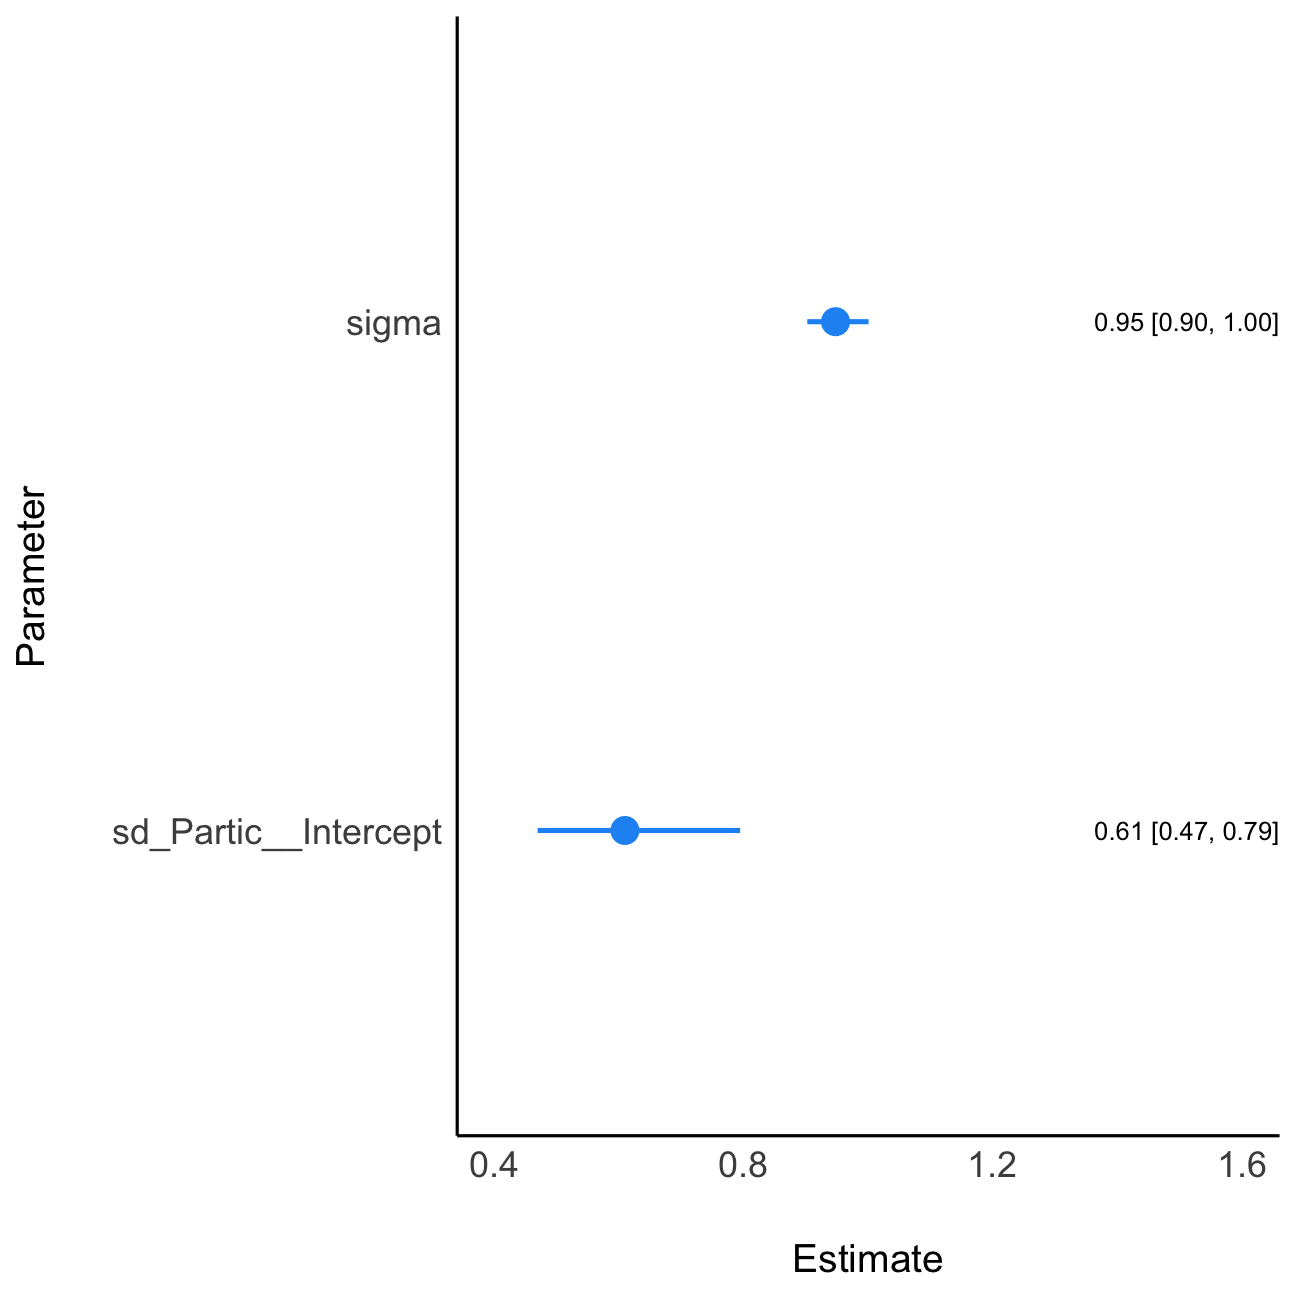 Parameter
sigma
0.95 [0.90, 1.00]
sd_Partic__Intercept
0.61 [0.47, 0.79]
0.4 0.8 1.2 1.6
Estimate